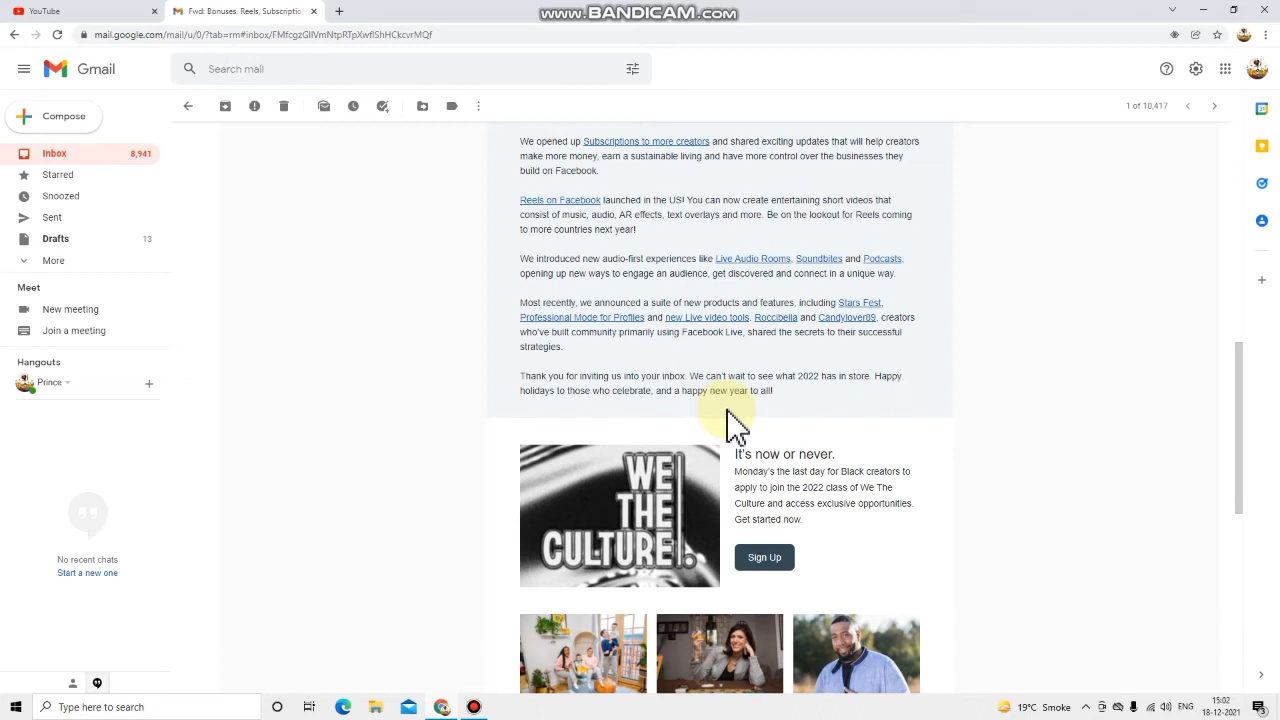 YouTube
Fwd: Bonuses, Reels, Subscription
www.BANDICAM.com
mail.google.com/mail/u/0/?tab=rm#inbox/FMfcgzGlIVmNtpRTpXwflShHCkcvrMQf
Gmail
Search mail
Compose
1 of 10,417
Inbox 8,941
Starred
Snoozed
Sent
Drafts 13
More
Meet
New meeting
Join a meeting
Hangouts
Prince
No recent chats
Start a new one
We opened up Subscriptions to more creators and shared exciting updates that will help creators
make more money, earn a sustainable living and have more control over the businesses they
build on Facebook.
Reels on Facebook launched in the US! You can now create entertaining short videos that
consist of music, audio, AR effects, text overlays and more. Be on the lookout for Reels coming
to more countries next year!
We introduced new audio-first experiences like Live Audio Rooms, Soundbites and Podcasts,
opening up new ways to engage an audience, get discovered and connect in a unique way.
Most recently, we announced a suite of new products and features, including Stars Fest,
Professional Mode for Profiles and new Live video tools. Roccibella and Candylover89, creators
who've built community primarily using Facebook Live, shared the secrets to their successful
strategies.
Thank you for inviting us into your inbox. We can't wait to see what 2022 has in store. Happy
holidays to those who celebrate, and a happy new year to all!
WE
THE
CULTURE.
It's now or never.
Monday's the last day for Black creators to
apply to join the 2022 class of We The
Culture and access exclusive opportunities.
Get started now.
Sign Up
Type here to search
19°C Smoke
ENG
15:02
18-12-2021